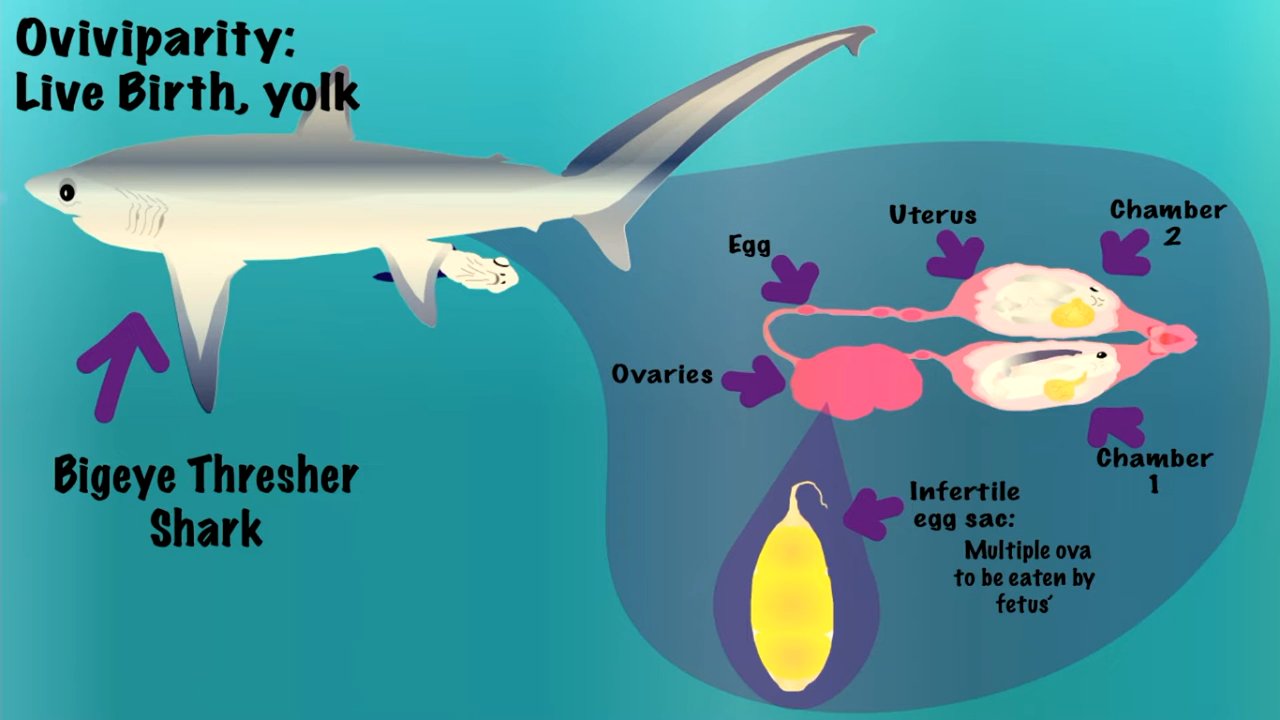 Oviviparity:
Live Birth, yolk
Bigeye Thresher
Shark
Egg
Uterus
Chamber
2
Ovaries
Chamber
1
Infertile
egg sac:
Multiple ova
to be eaten by
fetus'